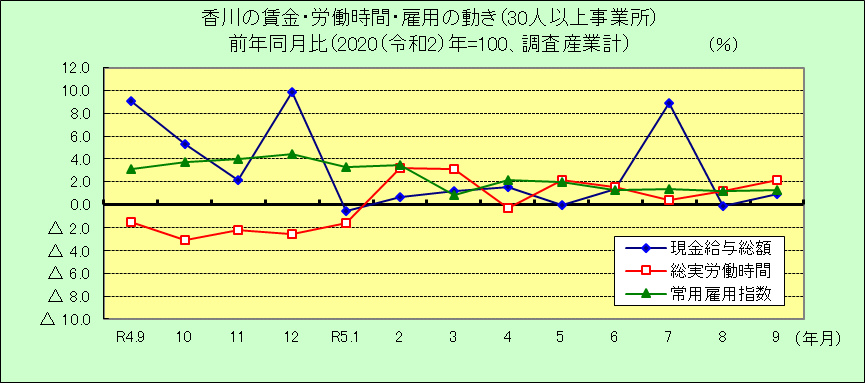 香川の賃金・労働時間・雇用の動き(30人以上事業所)
前年同月比(2020(令和2)年=100、調査産業計) (%)
12.0
10.0
8.0
6.0
4.0
2.0
0.0
△ 2.0
△ 4.0
△ 6.0
△ 8.0
△ 10.0
現金給与総額
総実労働時間
常用雇用指数
R4.9 10 11 12 R5.1 2 3 4 5 6 7 8 9 (年月)